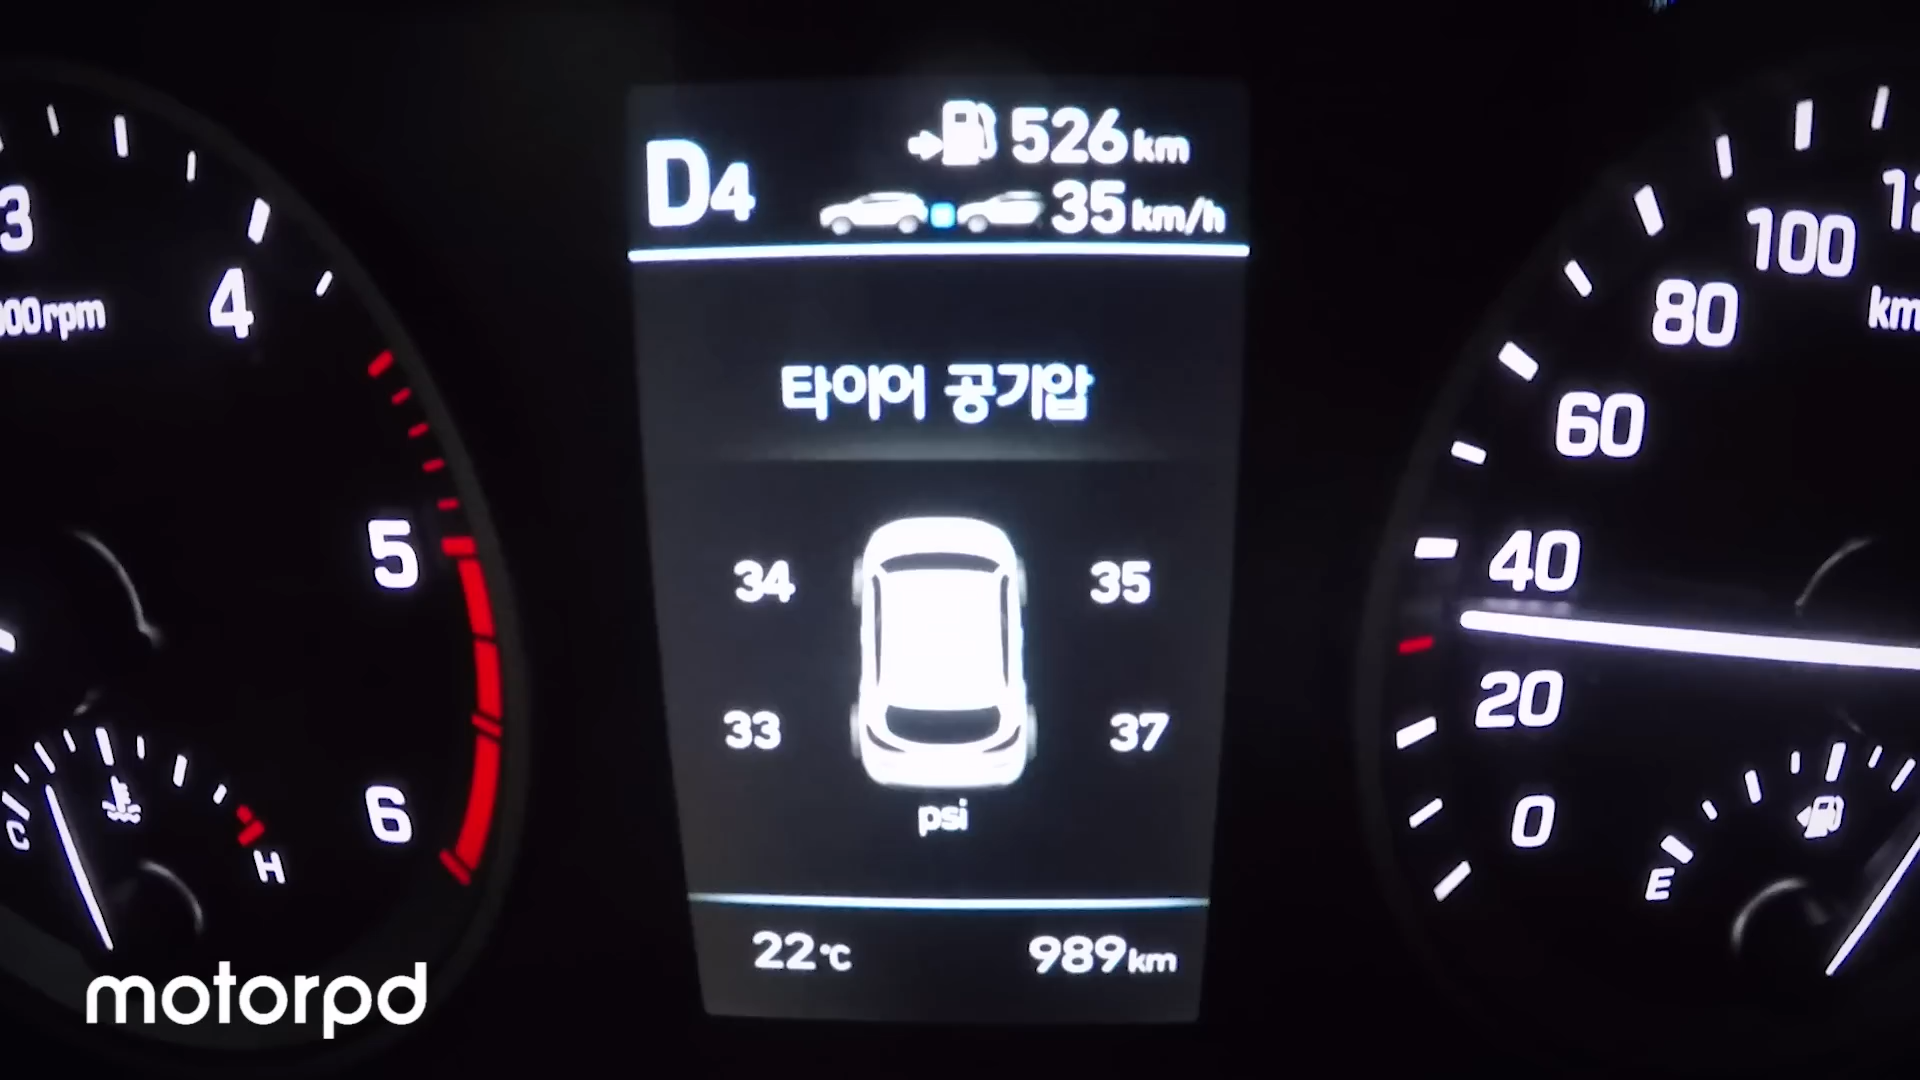 D4
526km
35km/h
타이어 공기압
34 35
33 37
psi
22℃ 989km
3
4
00rpm
5
6
C H
100
80
60
40
20
0
km
E
motorpd